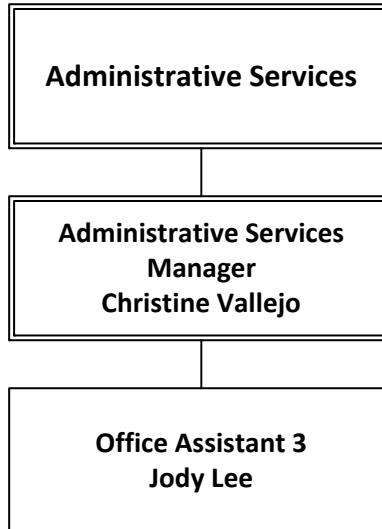 Administrative Services
Administrative Services
Manager
Christine Vallejo
Office Assistant 3
Jody Lee